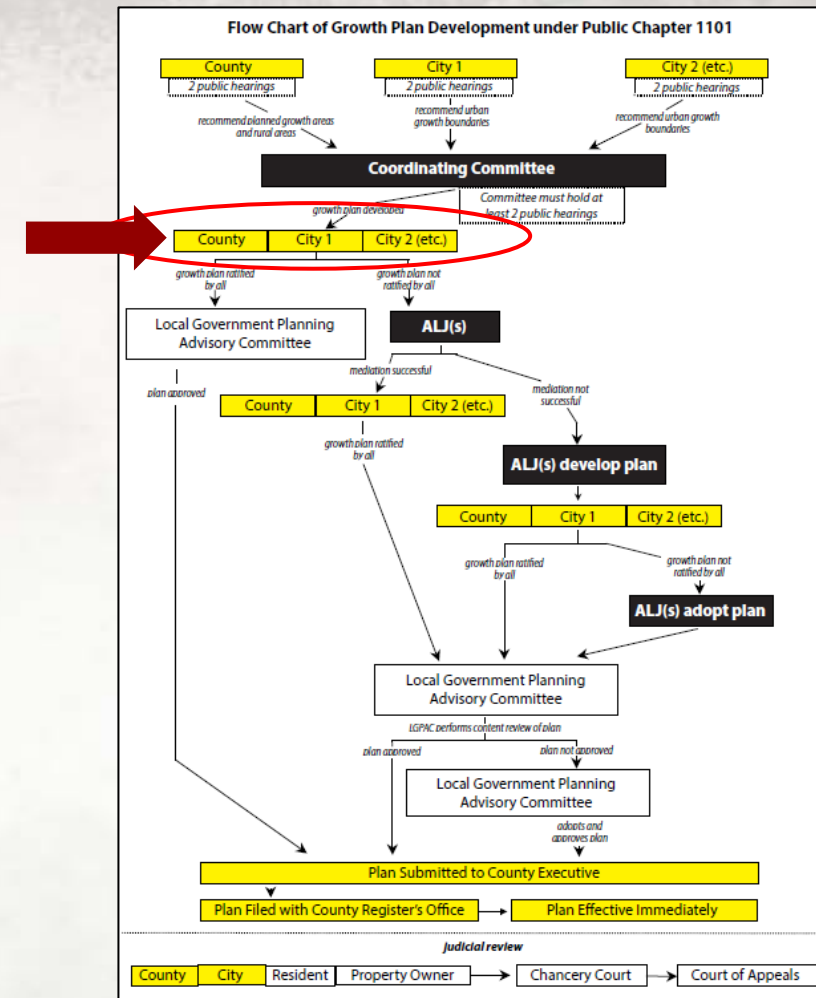 Flow Chart of Growth Plan Development under Public Chapter 1101
County
City 1
City 2 (etc.)
2 public hearings
2 public hearings
2 public hearings
recommend planned growth areas
and rural areas
recommend urban
growth boundaries
recommend urban growth
boundaries
Coordinating Committee
Committee must hold at
least 2 public hearings
growth plan developed
County
City 1
City 2 (etc.)
growth plan ratified
by all
growth plan not
ratified by all
Local Government Planning
Advisory Committee
ALJ(s)
mediation successful
mediation not
successful
plan approved
County
City 1
City 2 (etc.)
growth plan ratified
by all
ALJ(s) develop plan
County
City 1
City 2 (etc.)
growth plan ratified
by all
growth plan not
ratified by all
ALJ(s) adopt plan
Local Government Planning
Advisory Committee
LGPAC performs content review of plan
plan approved
plan not approved
Local Government Planning
Advisory Committee
adopts and
approves plan
Plan Submitted to County Executive
Plan Filed with County Register's Office
Plan Effective Immediately
Judicial review
County
City
Resident
Property Owner
Chancery Court
Court of Appeals